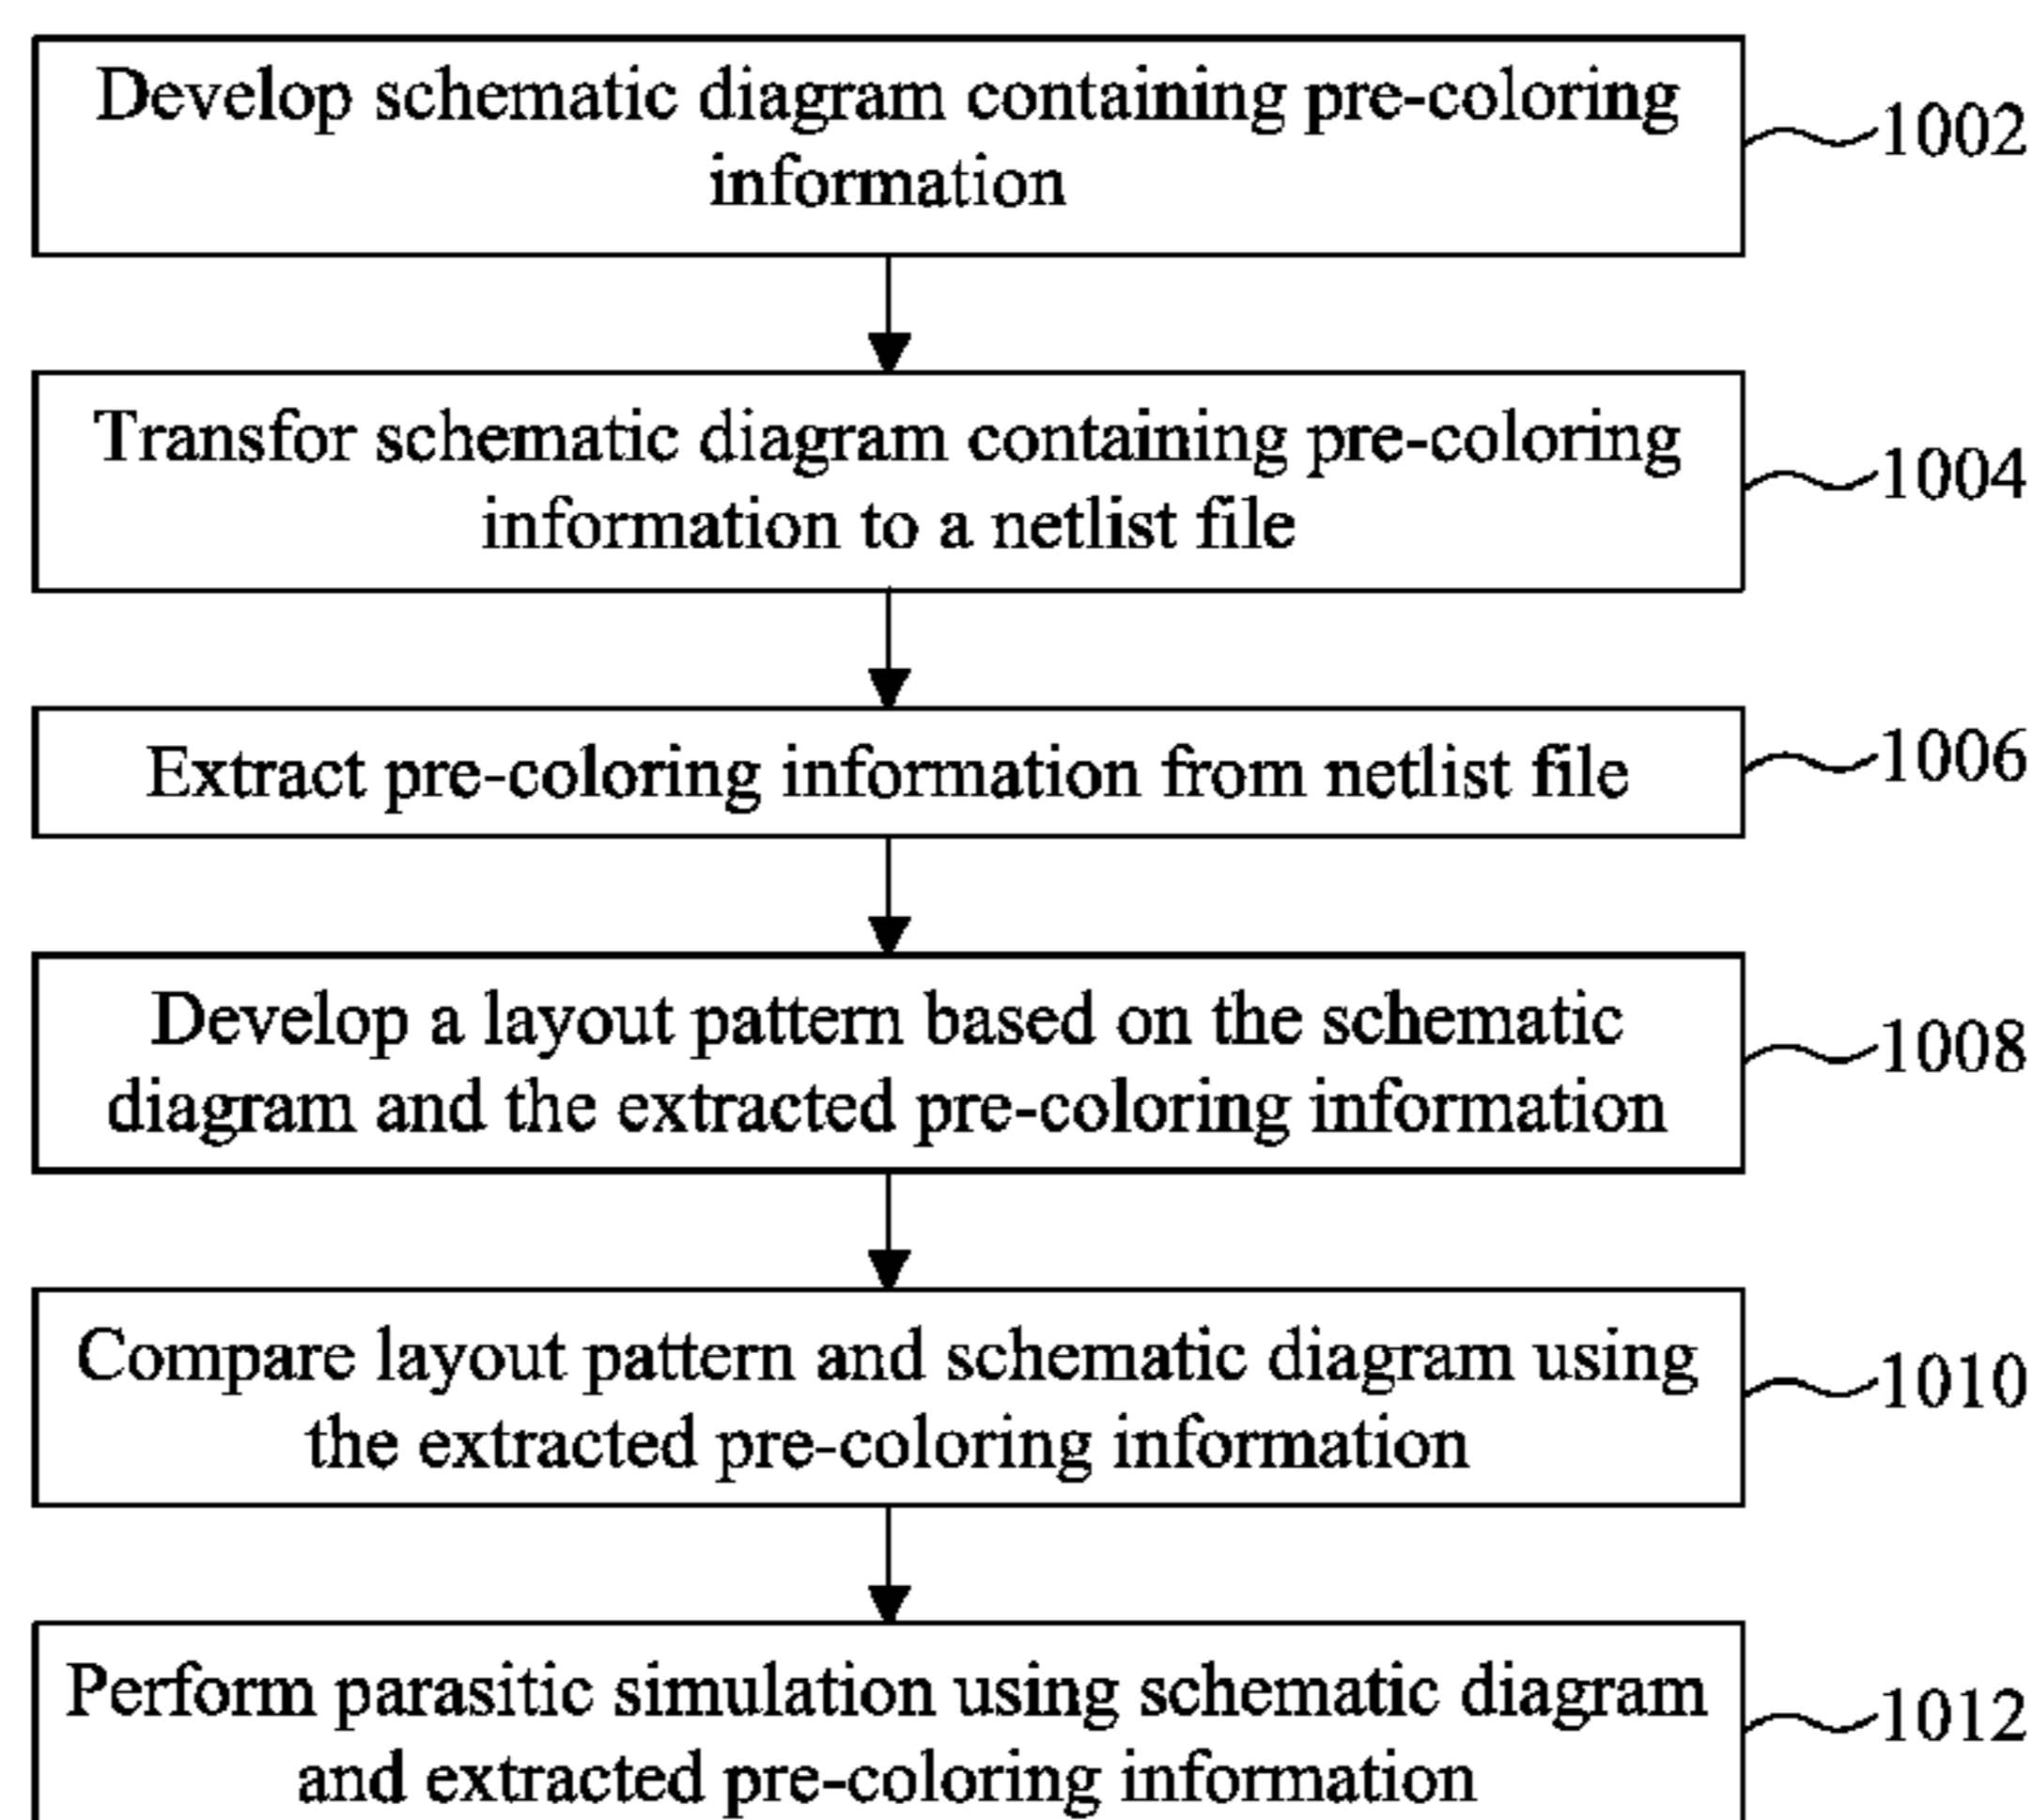 Develop schematic diagram containing pre-coloring
information
1002
Transfor schematic diagram containing pre-coloring
information to a netlist file
1004
Extract pre-coloring information from netlist file
1006
Develop a layout pattern based on the schematic
diagram and the extracted pre-coloring information
1008
Compare layout pattern and schematic diagram using
the extracted pre-coloring information
1010
Perform parasitic simulation using schematic diagram
and extracted pre-coloring information
1012